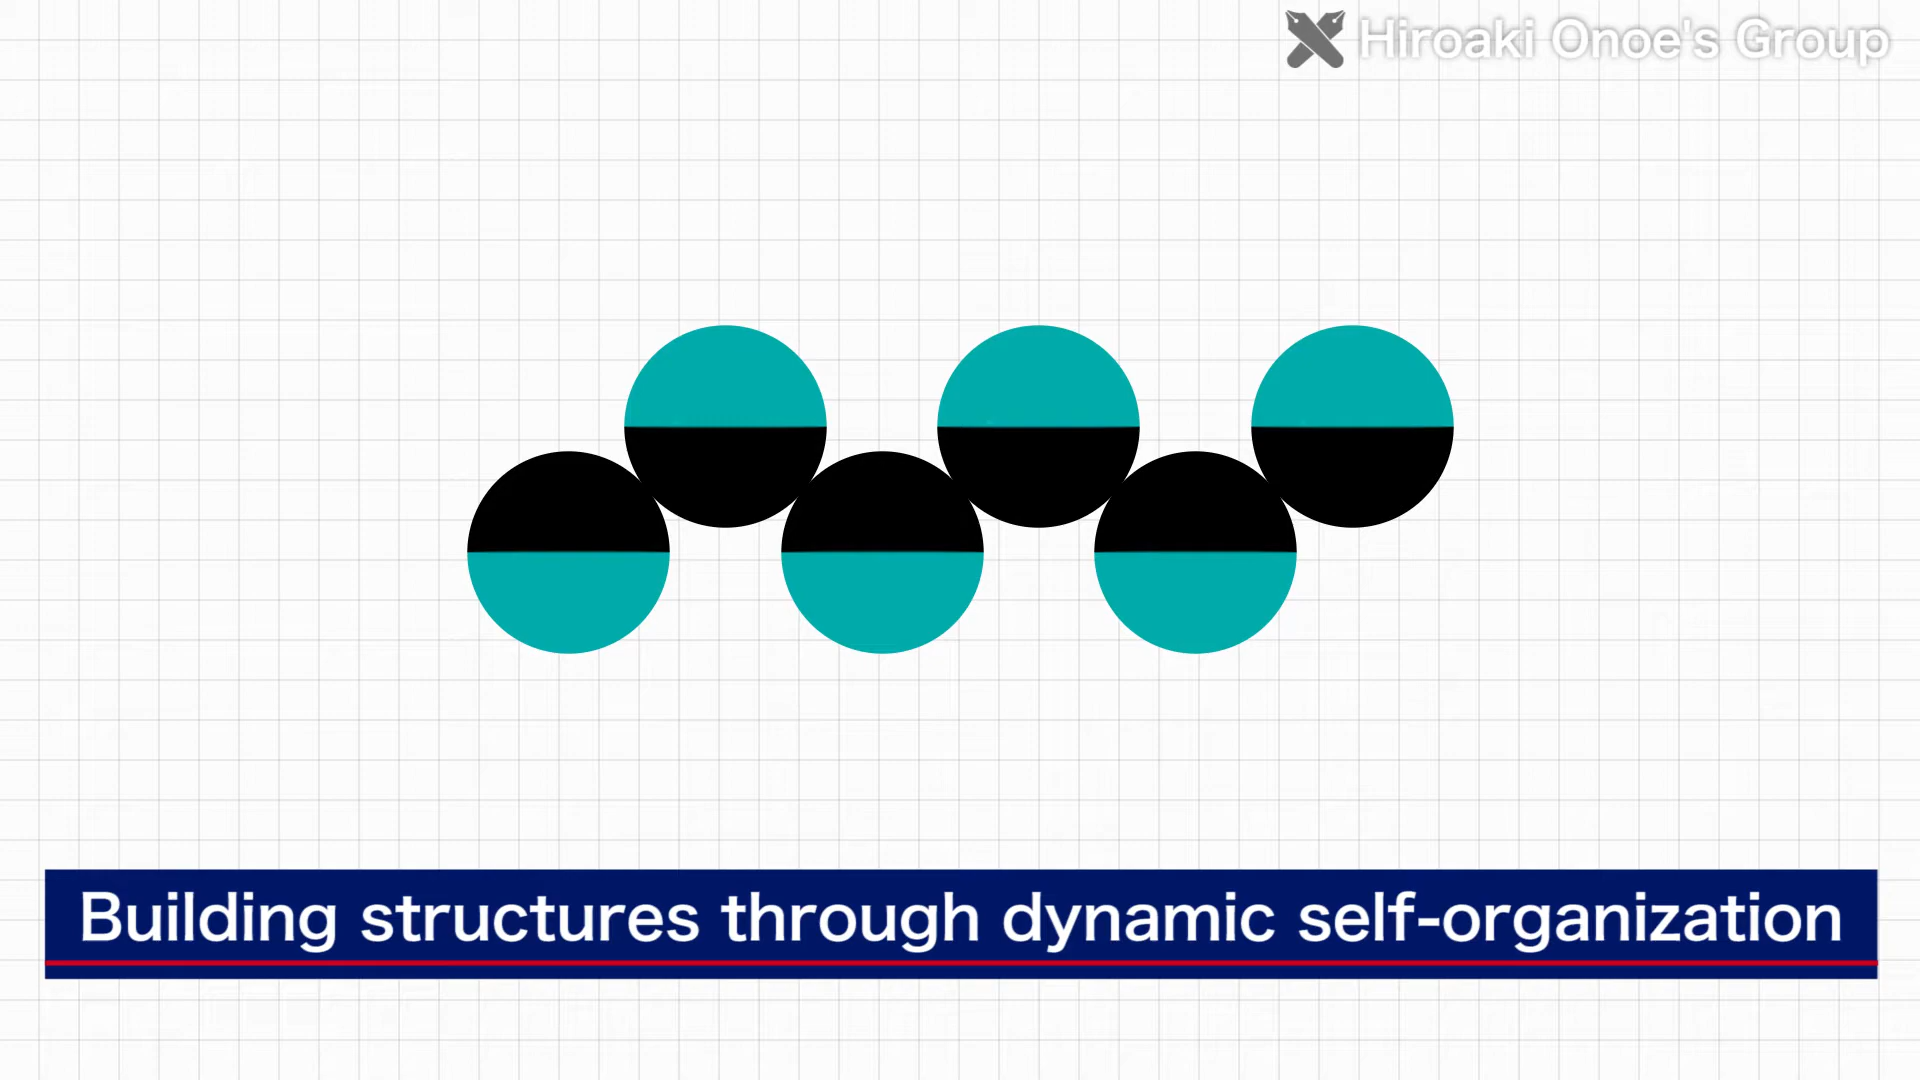 Hiroaki Onoe's Group
Building structures through dynamic self-organization